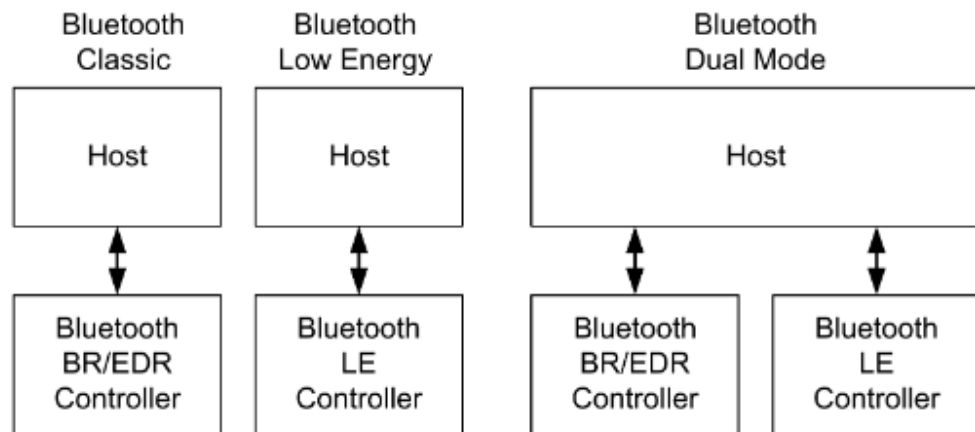 Bluetooth
Classic
Bluetooth
Low Energy
Bluetooth
Dual Mode
Host
Host
Host
Bluetooth
BR/EDR
Controller
Bluetooth
LE
Controller
Bluetooth
BR/EDR
Controller
Bluetooth
LE
Controller